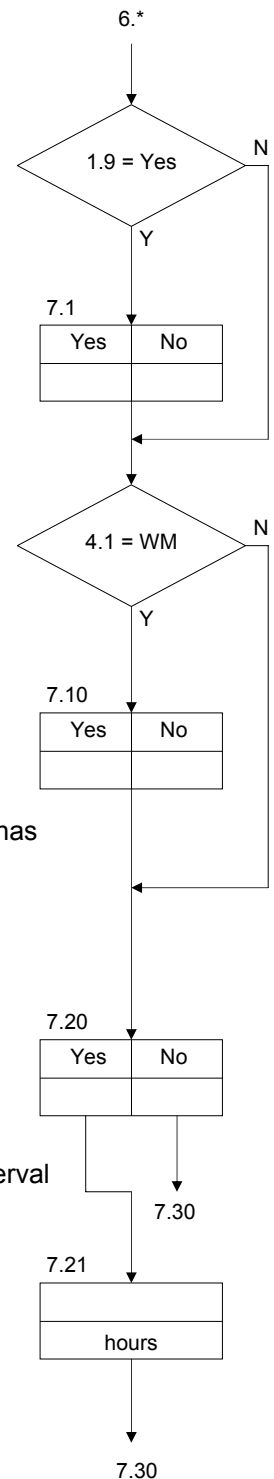 6.*
1.9 = Yes
N
Y
7.1
Yes No
4.1 = WM
N
Y
7.10
Yes No
has
7.20
Yes No
erval
7.30
7.21
hours
7.30